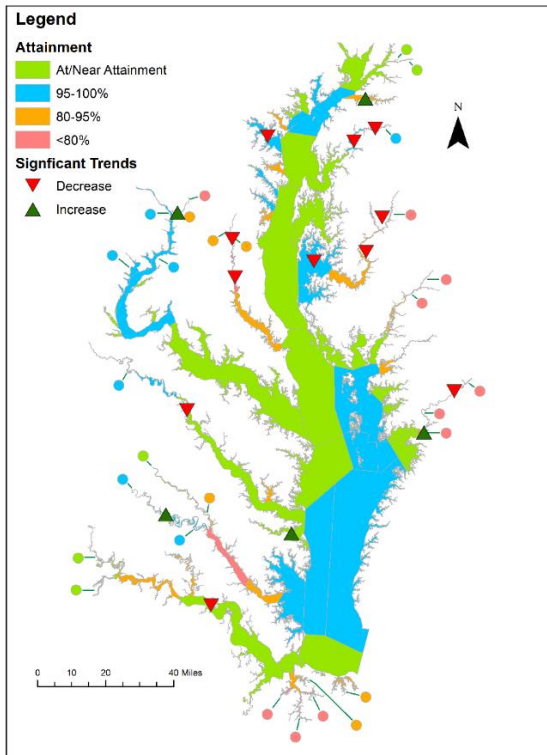 Legend
Attainment
At/Near Attainment
95-100%
80-95%
<80%
Signficant Trends
Decrease
Increase
N
0 10 20 40 Miles